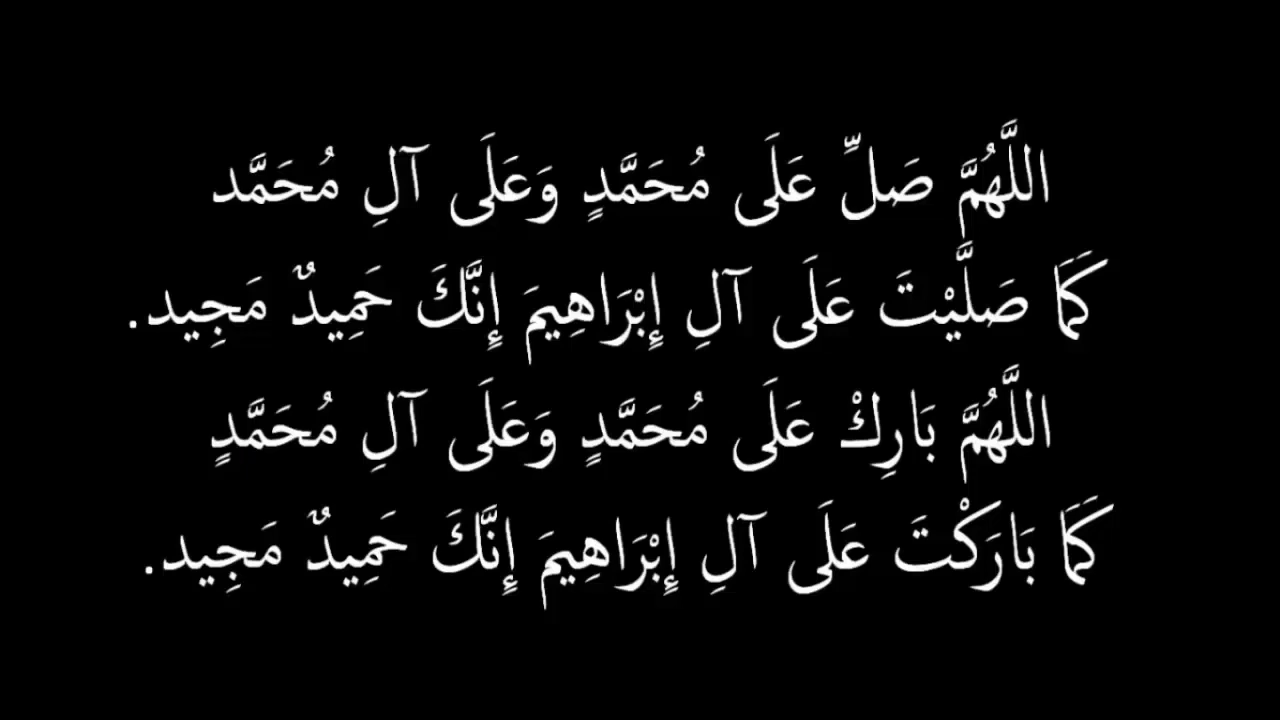 اللَّهُمَّ صَلِّ عَلَى مُحَمَّدٍ وَعَلَى آلِ مُحَمَّد
كَمَا صَلَّيْتَ عَلَى آلِ إِبْرَاهِيمَ إِنَّكَ حَمِيدٌ مَجِيد.
اللَّهُمَّ بَارِكْ عَلَى مُحَمَّدٍ وَعَلَى آلِ مُحَمَّدٍ
كَمَا بَارَكْتَ عَلَى آلِ إِبْرَاهِيمَ إِنَّكَ حَمِيدٌ مَجِيد.